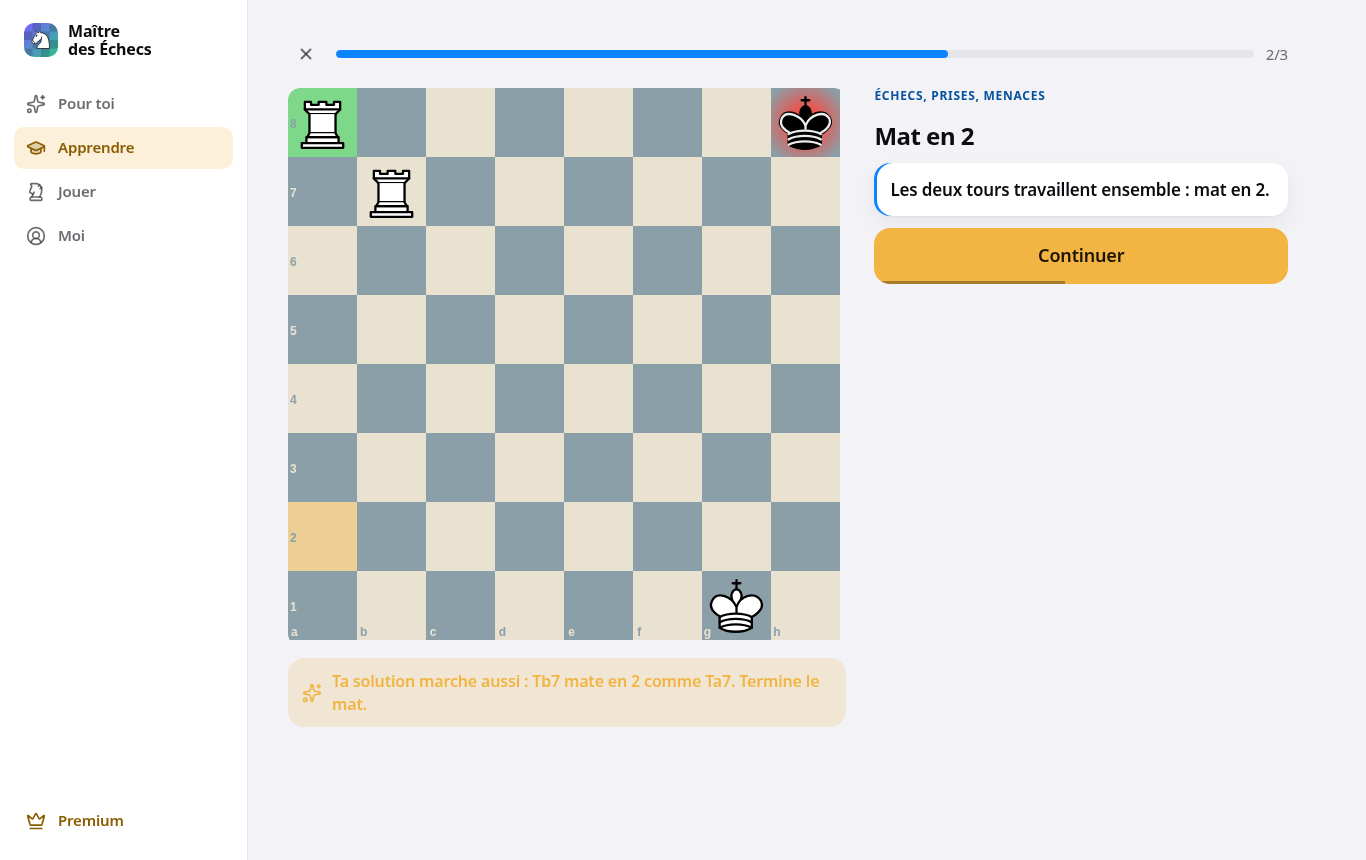 Maître
des Échecs
Pour toi
Apprendre
Jouer
Moi
Premium
2/3
8
7
6
5
4
3
2
1
a
b
c
d
e
f
g
h
ÉCHECS, PRISES, MENACES
Mat en 2
Les deux tours travaillent ensemble : mat en 2.
Continuer
Ta solution marche aussi : Tb7 mate en 2 comme Ta7. Termine le
mat.